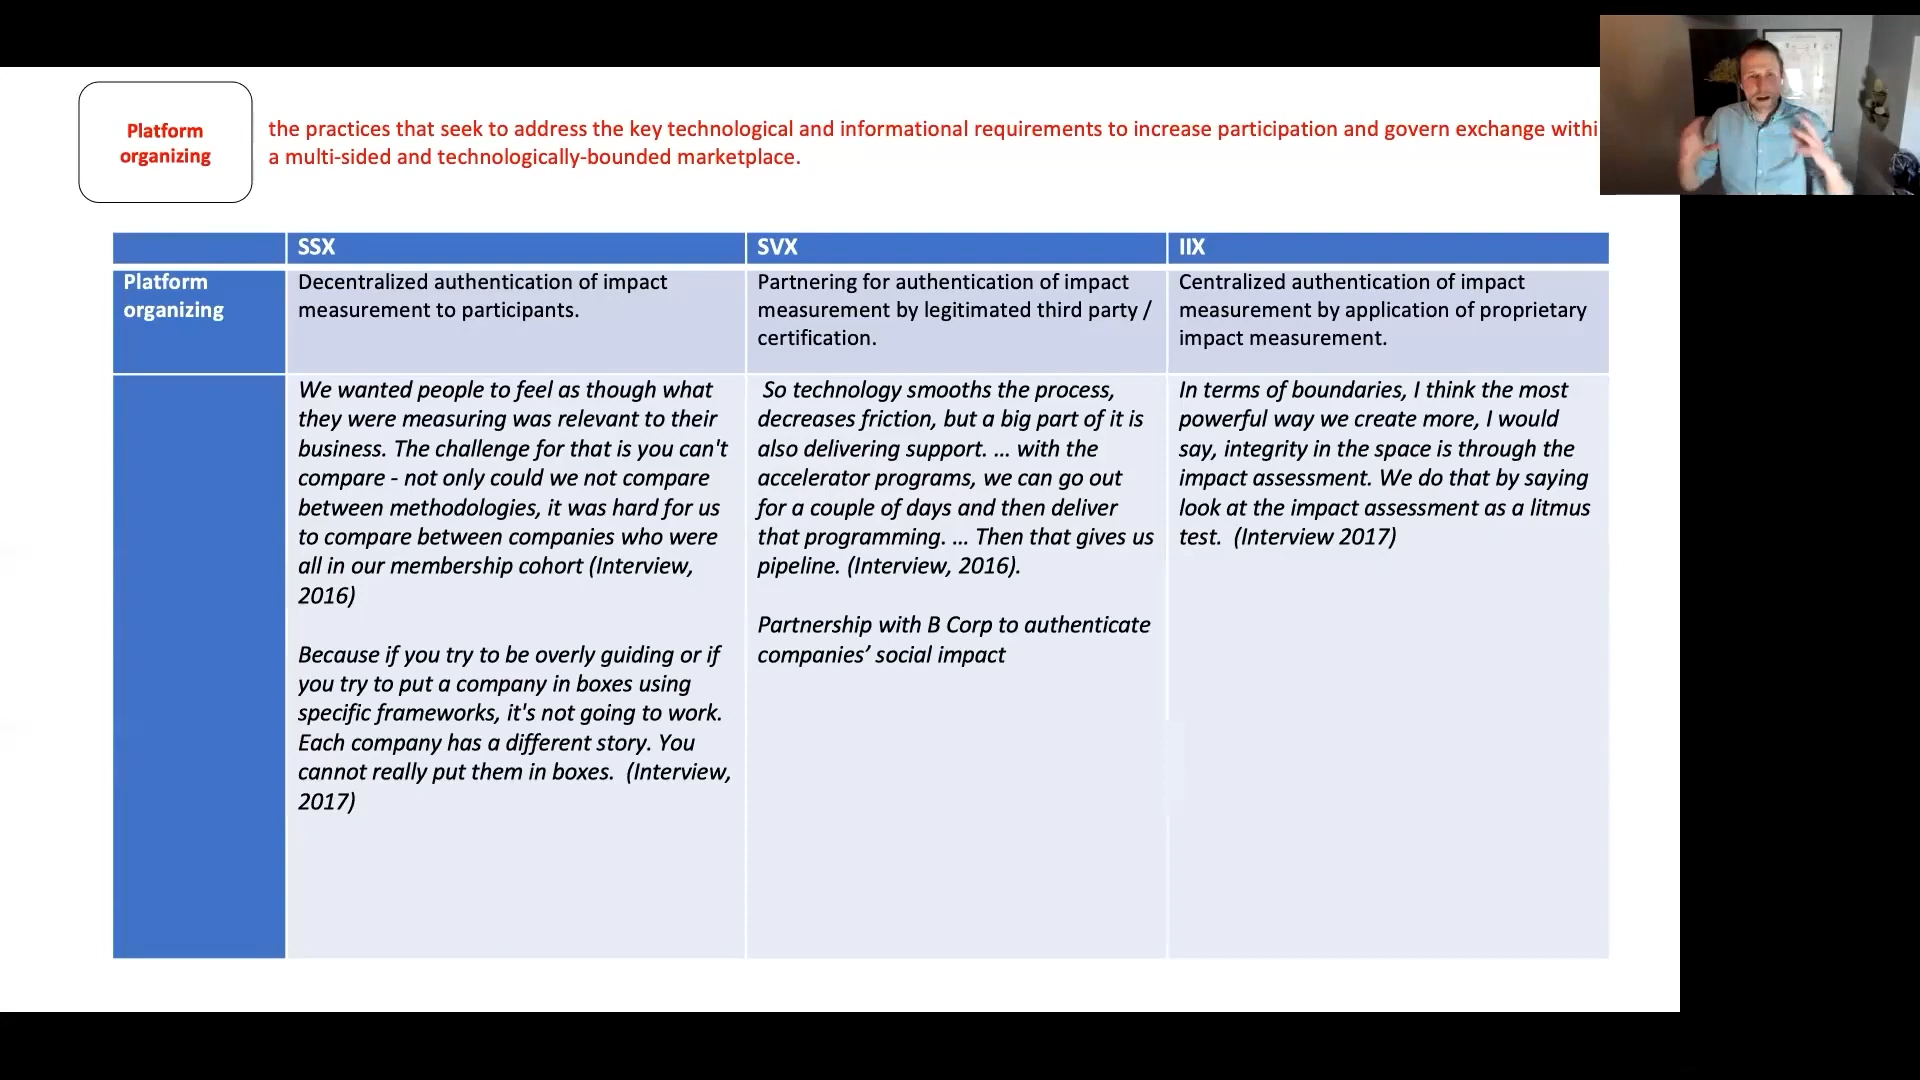 Platform
organizing
the practices that seek to address the key technological and informational requirements to increase participation and govern exchange withi
a multi-sided and technologically-bounded marketplace.
SSX
SVX
IIX
Platform
organizing
Decentralized authentication of impact
measurement to participants.
Partnering for authentication of impact
measurement by legitimated third party /
certification.
Centralized authentication of impact
measurement by application of proprietary
impact measurement.
We wanted people to feel as though what
they were measuring was relevant to their
business. The challenge for that is you can't
compare - not only could we not compare
between methodologies, it was hard for us
to compare between companies who were
all in our membership cohort (Interview,
2016)
Because if you try to be overly guiding or if
you try to put a company in boxes using
specific frameworks, it's not going to work.
Each company has a different story. You
cannot really put them in boxes. (Interview,
2017)
So technology smooths the process,
decreases friction, but a big part of it is
also delivering support. ... with the
accelerator programs, we can go out
for a couple of days and then deliver
that programming. ... Then that gives us
pipeline. (Interview, 2016).
Partnership with B Corp to authenticate
companies’ social impact
In terms of boundaries, I think the most
powerful way we create more, I would
say, integrity in the space is through the
impact assessment. We do that by saying
look at the impact assessment as a litmus
test. (Interview 2017)